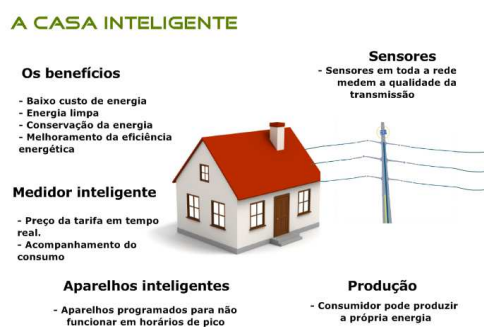 A CASA INTELIGENTE
Os benefícios
- Baixo custo de energia
- Energia limpa
- Conservação da energia
- Melhoramento da eficiência
energética
Sensores
- Sensores em toda a rede
medem a qualidade da
transmissão
Medidor inteligente
- Preço da tarifa em tempo
real.
- Acompanhamento do
consumo
Aparelhos inteligentes
- Aparelhos programados para não
funcionar em horários de pico
Produção
- Consumidor pode produzir
a própria energia